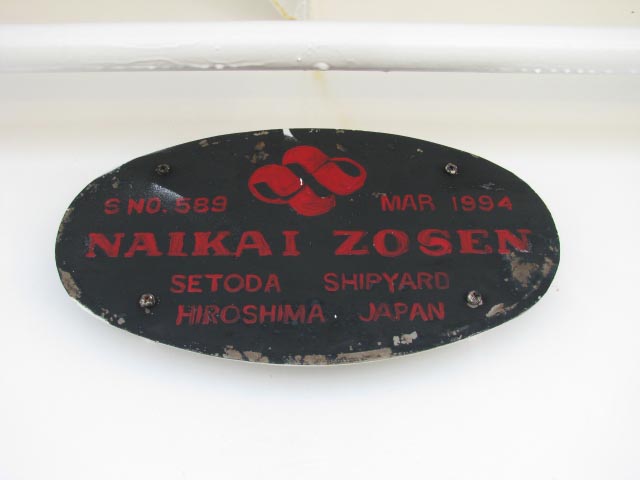 S NO. 589 MAR 1994
NAIKAI ZOSEN
SETODA SHIPYARD
HIROSHIMA JAPAN